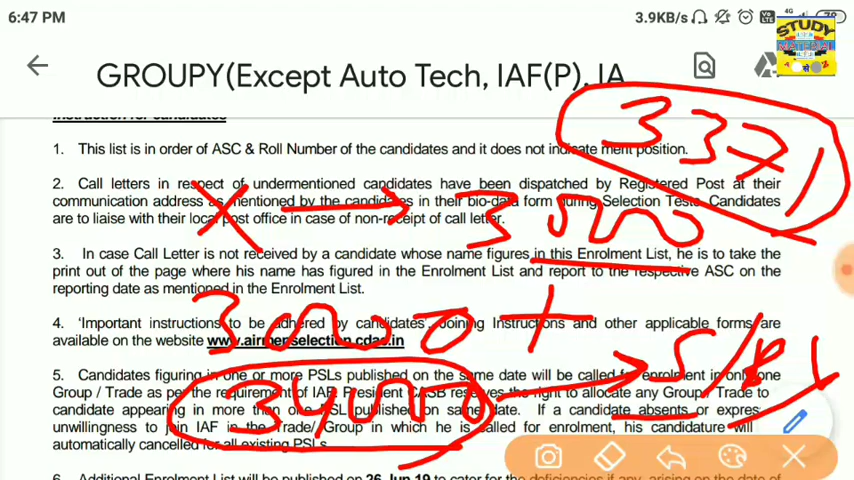 6:47 PM 3.9KB/s 4G VoLTE 78
GROUPY(Except Auto Tech, IAF(P), IA
STUDY
MATERIAL
Instruction for candidates
1. This list is in order of ASC & Roll Number of the candidates and it does not indicate merit position.
2. Call letters in respect of undermentioned candidates have been dispatched by Registered Post at their
communication address as mentioned by the candidates in their bio-data form during Selection Tests. Candidates
are to liaise with their local post office in case of non-receipt of call letter.
3. In case Call Letter is not received by a candidate whose name figures in this Enrolment List, he is to take the
print out of the page where his name has figured in the Enrolment List and report to the respective ASC on the
reporting date as mentioned in the Enrolment List.
4. 'Important instructions to be adhered by candidates', Joining Instructions and other applicable forms are
available on the website www.airmenselection.cdac.in
5. Candidates figuring in one or more PSLs published on the same date will be called for enrolment in only one
Group / Trade as per the requirement of IAF. President CASB reserves the right to allocate any Group/ Trade to
candidate appearing in more than one PSL published on same date. If a candidate absents or expres
unwillingness to join IAF in the Trade/ Group in which he is called for enrolment, his candidature will
automatically cancelled for all existing PSLs.
6. Additional Enrolment List will be published on 26 Jun 19 to cater for the deficiencies if any, arising on the date of
337
X